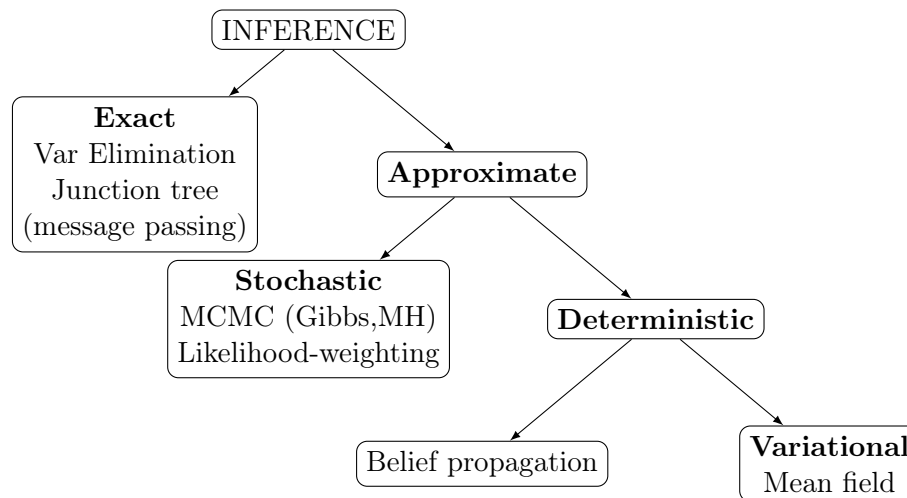 INFERENCE
Exact
Var Elimination
Junction tree
(message passing)
Approximate
Stochastic
MCMC (Gibbs,MH)
Likelihood-weighting
Deterministic
Belief propagation
Variational
Mean field